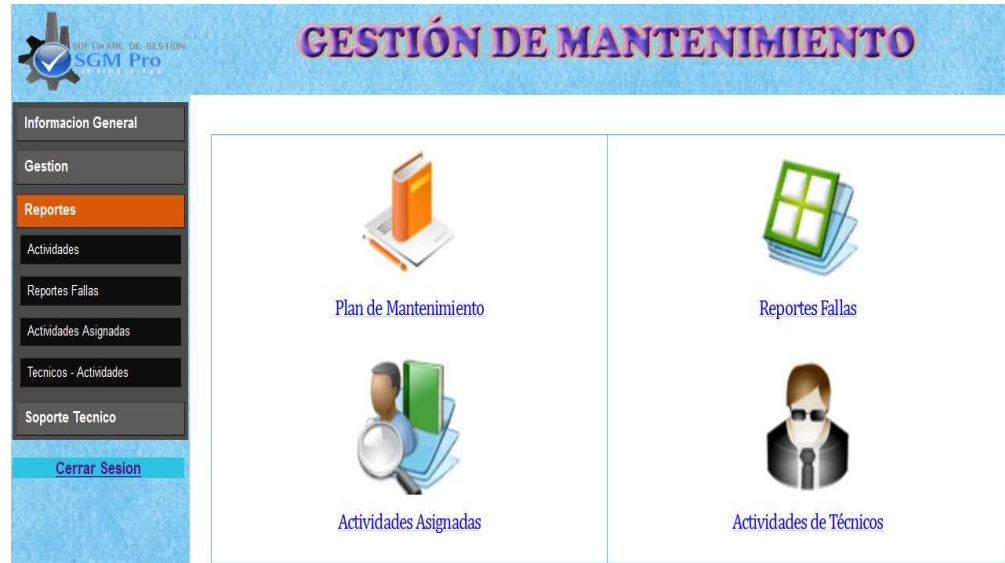 SOFTWARE DE GESTION
SGM Pro
GESTIÓN DE MANTENIMIENTO
Informacion General
Gestion
Reportes
Actividades
Reportes Fallas
Actividades Asignadas
Tecnicos - Actividades
Soporte Tecnico
Cerrar Sesion
Plan de Mantenimiento
Reportes Fallas
Actividades Asignadas
Actividades de Técnicos